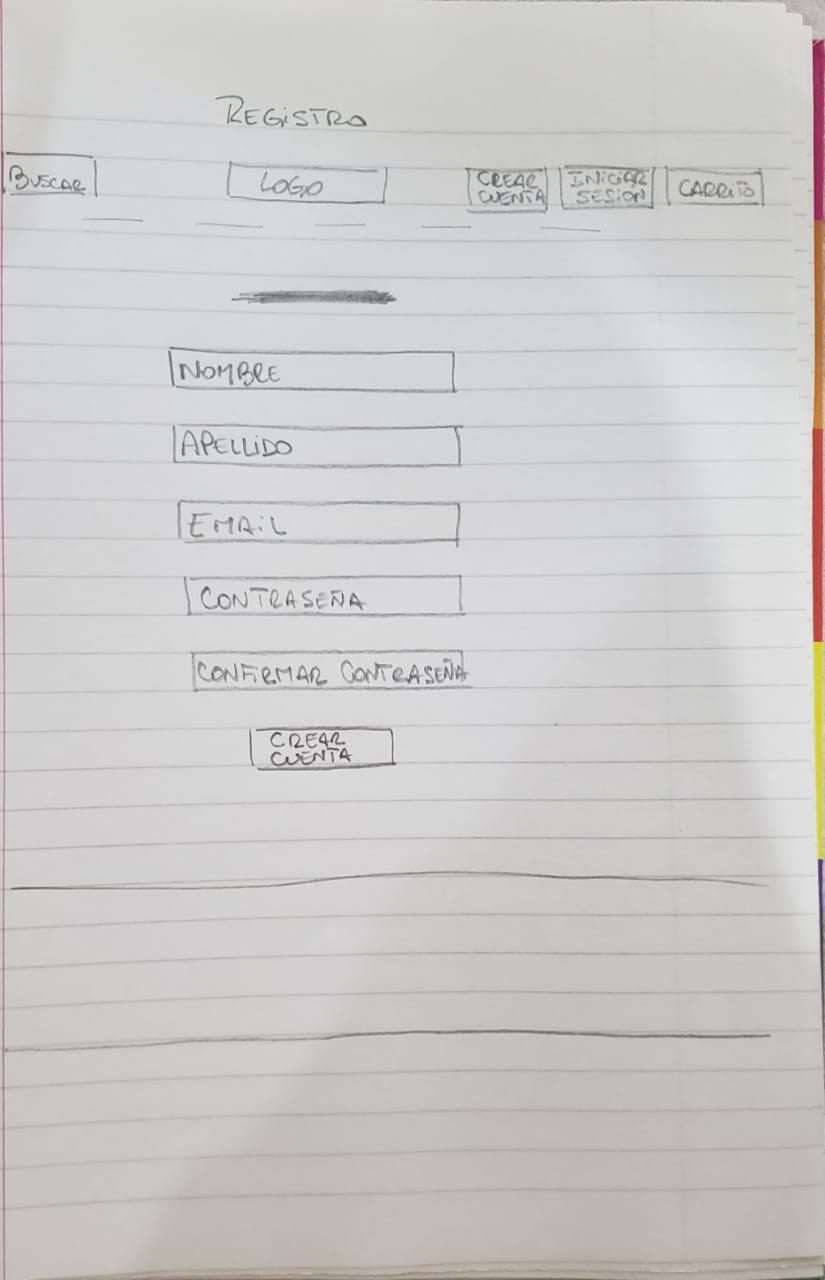 REGISTRO
BUSCAR
LOGO
CREAR
CUENTA
INICIAR
SESION
CARRITO
NOMBRE
APELLIDO
EMAIL
CONTRASEÑA
CONFIRMAR CONTRASEÑA
CREAR
CUENTA